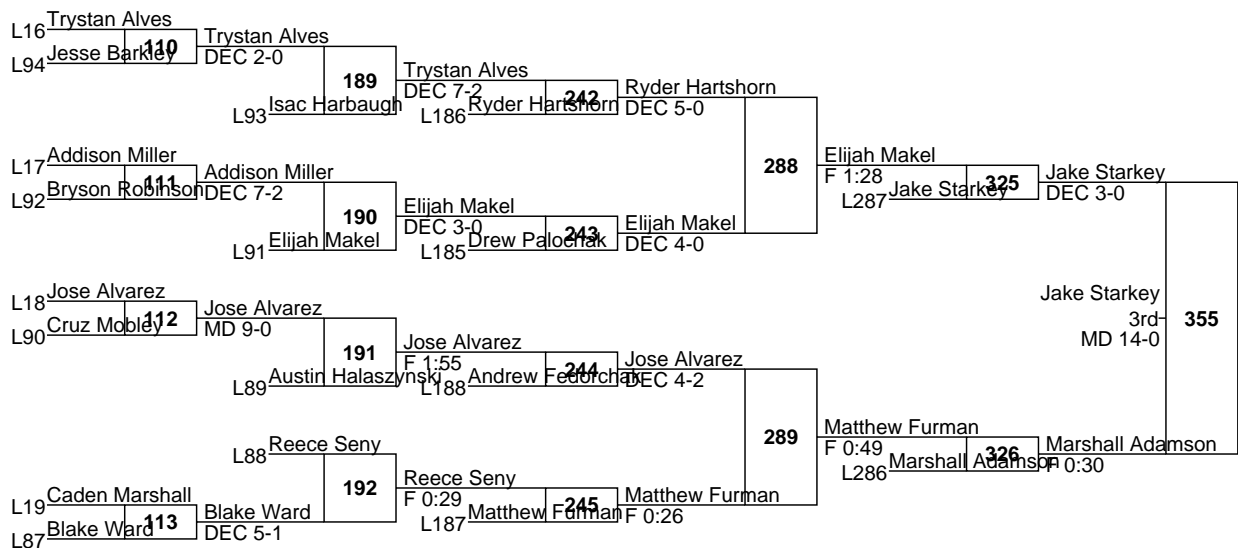 L16 Trystan Alves
110
L94 Jesse Barkley
Trystan Alves
DEC 2-0
189
L93 Isac Harbaugh
Trystan Alves
DEC 7-2
242
L186 Ryder Hartshorn
Ryder Hartshorn
DEC 5-0
L17 Addison Miller
111
L92 Bryson Robinson
Addison Miller
DEC 7-2
190
L91 Elijah Makel
Elijah Makel
DEC 3-0
243
L185 Drew Palochak
Elijah Makel
DEC 4-0
288
Elijah Makel
F 1:28
325
L287 Jake Starkey
Jake Starkey
DEC 3-0
L18 Jose Alvarez
112
L90 Cruz Mobley
Jose Alvarez
MD 9-0
191
L89 Austin Halaszynski
Jose Alvarez
F 1:55
244
L188 Andrew Fedorchak
Jose Alvarez
DEC 4-2
L88 Reece Seny
192
L19 Caden Marshall
113
L87 Blake Ward
Blake Ward
DEC 5-1
Reece Seny
F 0:29
245
L187 Matthew Furman
Matthew Furman
F 0:26
289
Matthew Furman
F 0:49
326
L286 Marshall Adamson
Marshall Adamson
F 0:30
Jake Starkey
3rd
MD 14-0
355